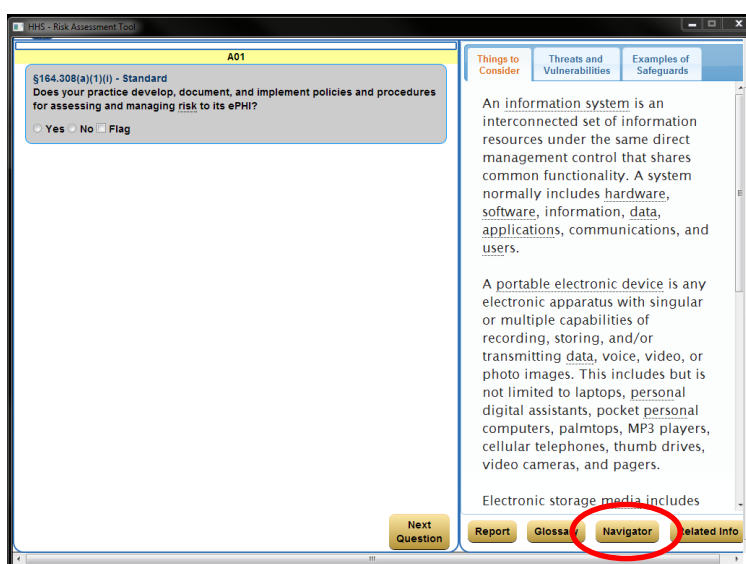 HHS - Risk Assessment Tool
A01
§164.308(a)(1)(i) - Standard
Does your practice develop, document, and implement policies and procedures
for assessing and managing risk to its ePHI?
Yes No Flag
Next
Question
Things to
Consider
Threats and
Vulnerabilities
Examples of
Safeguards
An information system is an
interconnected set of information
resources under the same direct
management control that shares
common functionality. A system
normally includes hardware,
software, information, data,
applications, communications, and
users.
A portable electronic device is any
electronic apparatus with singular
or multiple capabilities of
recording, storing, and/or
transmitting data, voice, video, or
photo images. This includes but is
not limited to laptops, personal
digital assistants, pocket personal
computers, palmtops, MP3 players,
cellular telephones, thumb drives,
video cameras, and pagers.
Electronic storage media includes
Report Glossary Navigator Related Info